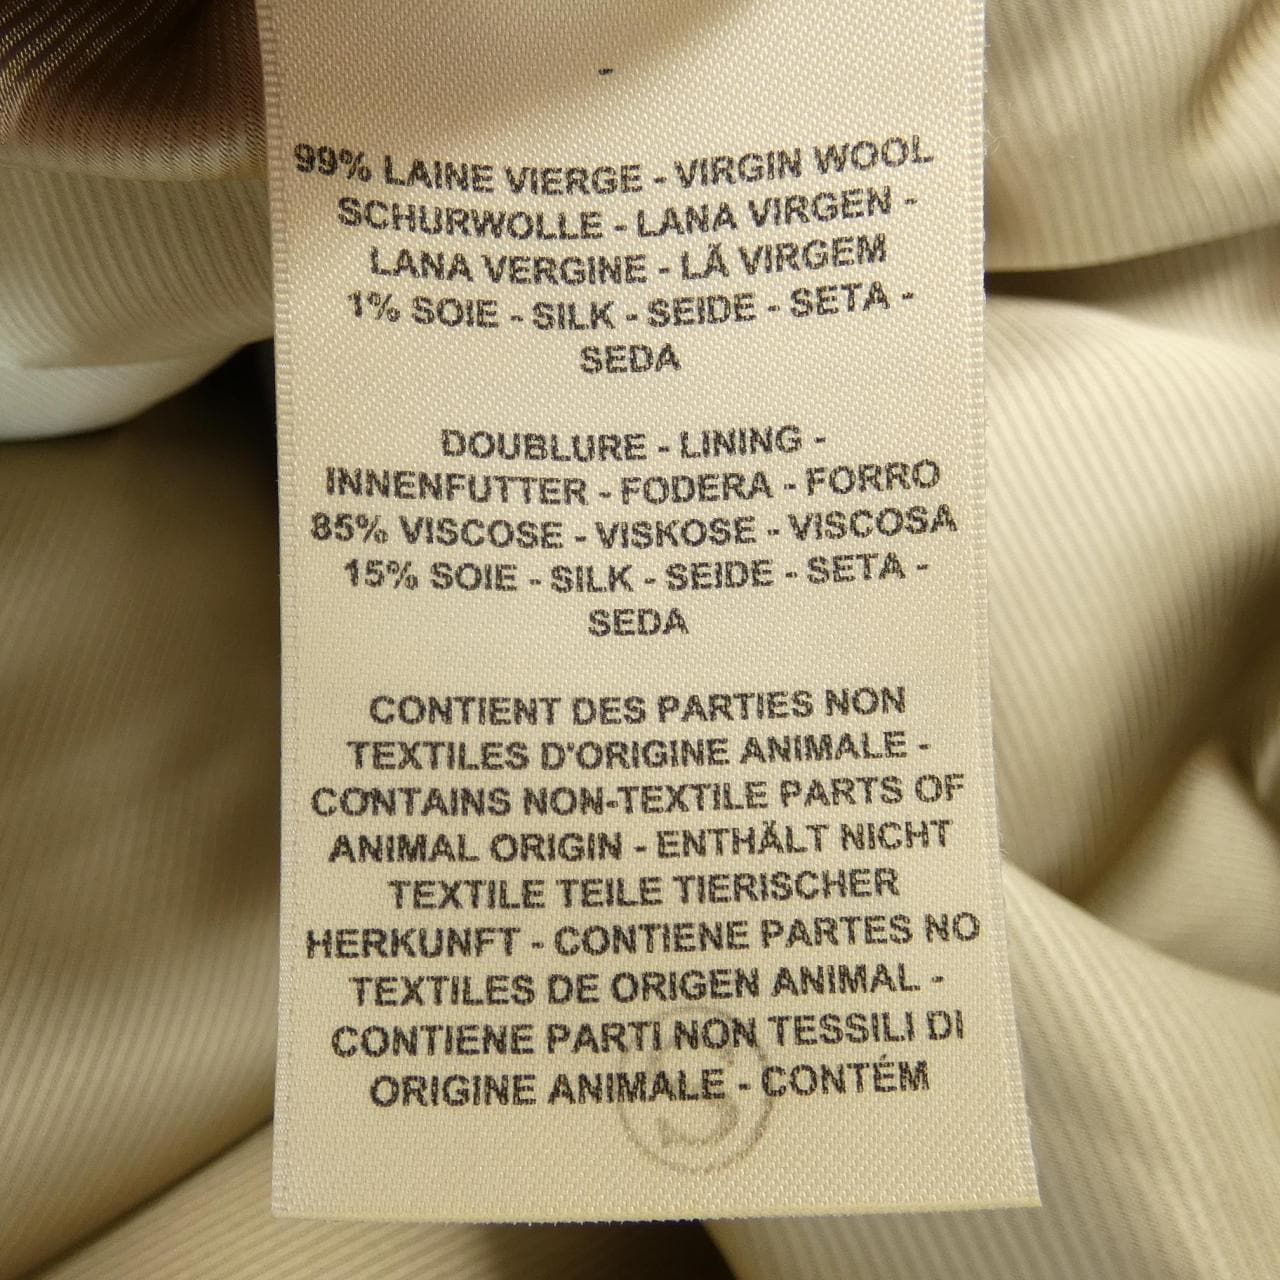 -
99% LAINE VIERGE - VIRGIN WOOL
SCHURWOLLE - LANA VIRGEN -
LANA VERGINE - LÃ VIRGEM
1% SOIE - SILK - SEIDE - SETA -
SEDA
DOUBLURE - LINING -
INNENFUTTER - FODERA - FORRO
85% VISCOSE - VISKOSE - VISCOSA
15% SOIE - SILK - SEIDE - SETA -
SEDA
CONTIENT DES PARTIES NON
TEXTILES D'ORIGINE ANIMALE -
CONTAINS NON-TEXTILE PARTS OF
ANIMAL ORIGIN - ENTHÄLT NICHT
TEXTILE TEILE TIERISCHER
HERKUNFT - CONTIENE PARTES NO
TEXTILES DE ORIGEN ANIMAL -
CONTIENE PARTI NON TESSILI DI
ORIGINE ANIMALE - CONTÉM